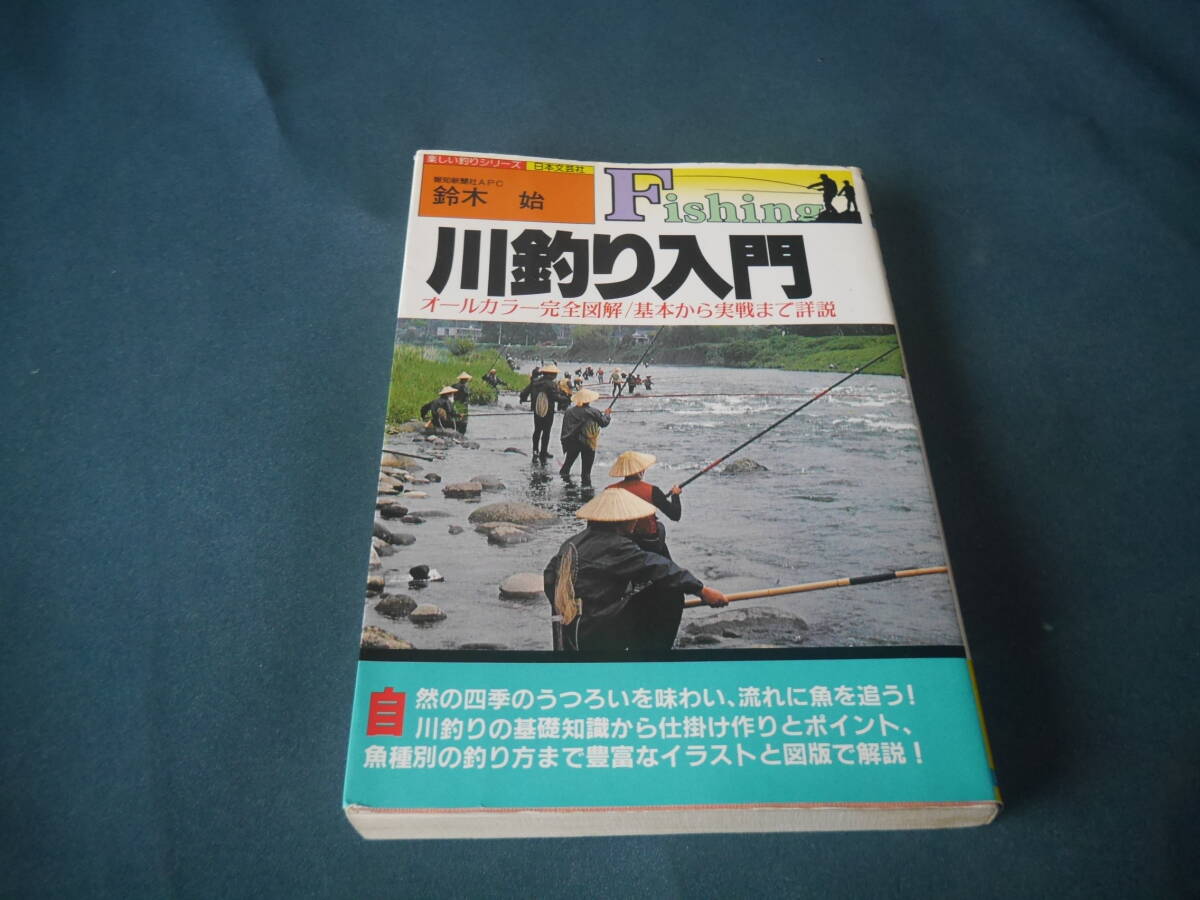 楽しい釣りシリーズ 日本文芸社
報知新聞社APC
鈴木 始
Fishing
川釣り入門
オールカラー完全図解/基本から実戦まで詳説
自然の四季のうつろいを味わい、流れに魚を追う!
川釣りの基礎知識から仕掛け作りとポイント、
魚種別の釣り方まで豊富なイラストと図版で解説!